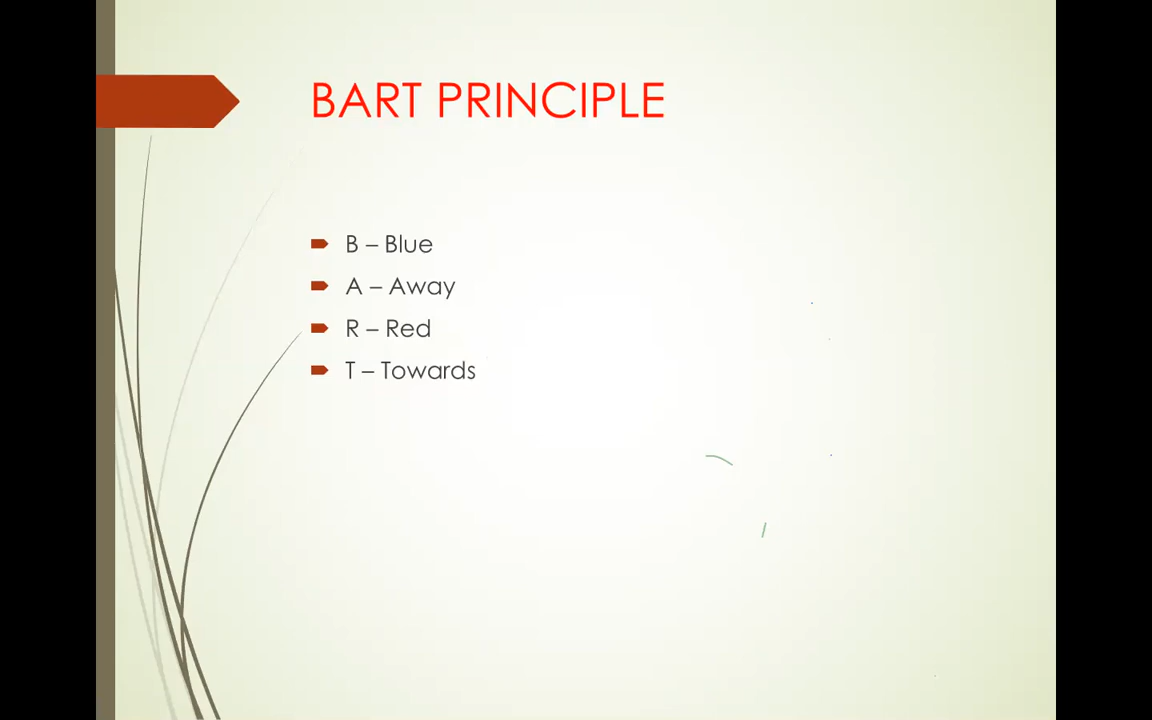 BART PRINCIPLE
B – Blue
A – Away
R – Red
T – Towards